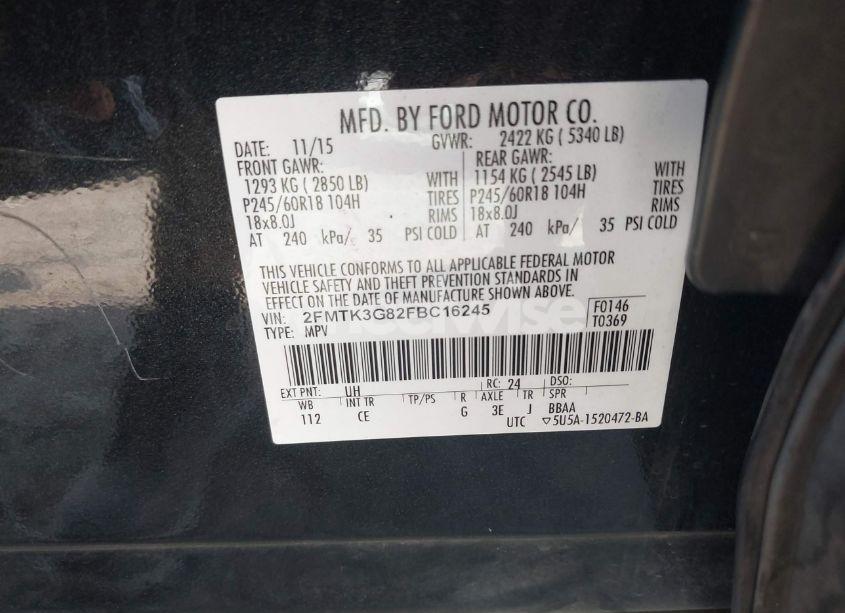 MFD. BY FORD MOTOR CO.
DATE: 11/15 GVWR: 2422 KG ( 5340 LB)
FRONT GAWR: REAR GAWR:
1293 KG ( 2850 LB) WITH 1154 KG ( 2545 LB) WITH
P245/60R18 104H TIRES P245/60R18 104H TIRES
18x8.0J RIMS 18x8.0J RIMS
AT 240 kPa/ 35 PSI COLD AT 240 kPa/ 35 PSI COLD
THIS VEHICLE CONFORMS TO ALL APPLICABLE FEDERAL MOTOR
VEHICLE SAFETY AND THEFT PREVENTION STANDARDS IN
EFFECT ON THE DATE OF MANUFACTURE SHOWN ABOVE.
VIN: 2FMTK3G82FBC16245 F0146
TYPE: MPV T0369
EXT PNT: UH RC: 24 DSO:
WB INT TR TP/PS R AXLE TR SPR
112 CE G 3E J BBAA
UTC ▽5U5A-1520472-BA